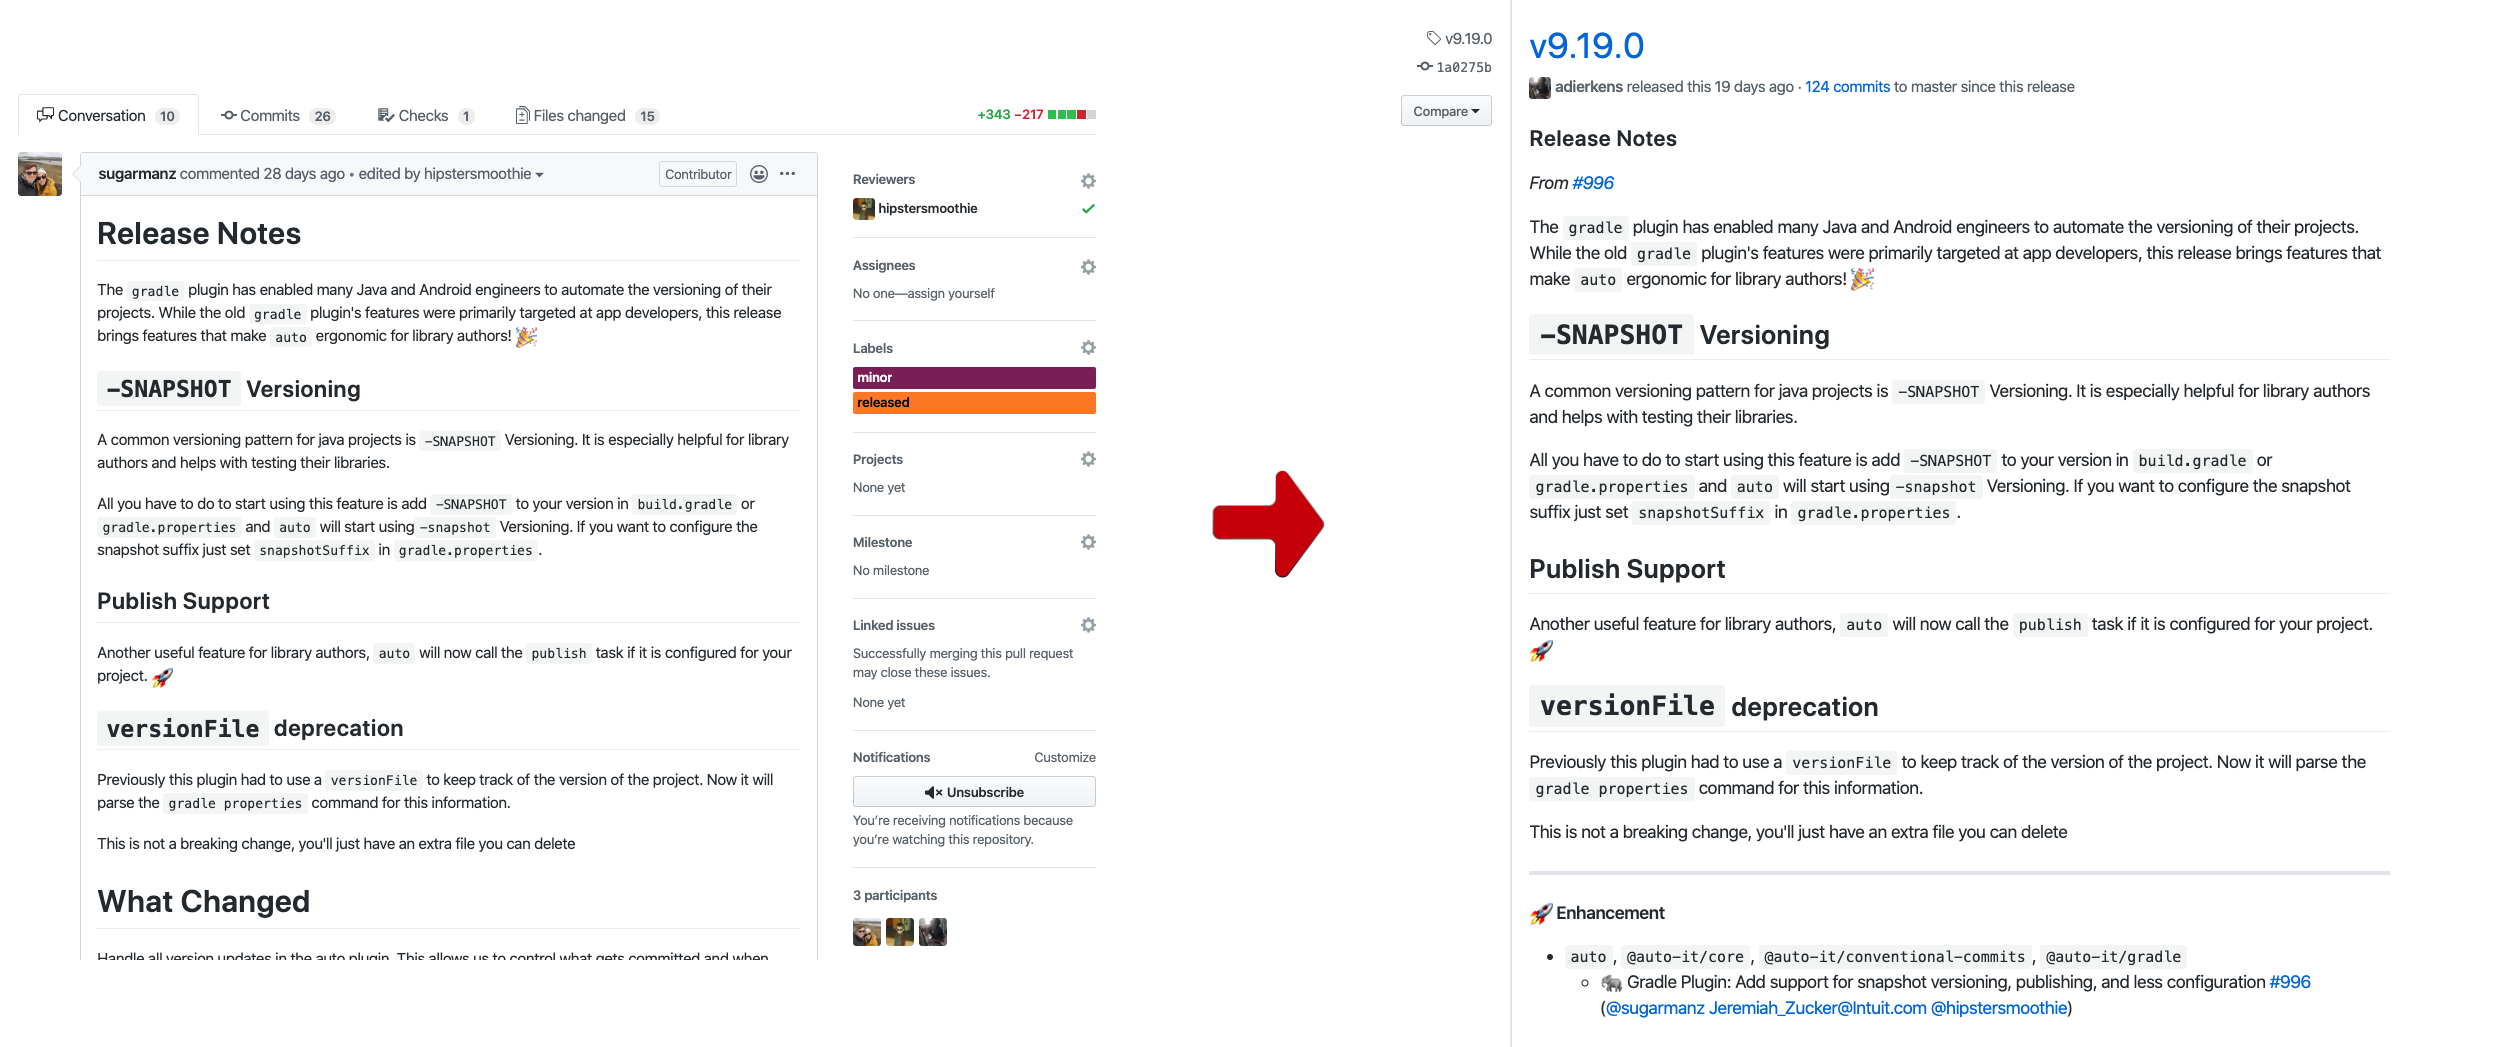 Conversation 10
Commits 26
Checks 1
Files changed 15
+343 −217
sugarmanz commented 28 days ago • edited by hipstersmoothie
Contributor
Release Notes
The gradle plugin has enabled many Java and Android engineers to automate the versioning of their
projects. While the old gradle plugin's features were primarily targeted at app developers, this release
brings features that make auto ergonomic for library authors! 🎉
-SNAPSHOT Versioning
A common versioning pattern for java projects is -SNAPSHOT Versioning. It is especially helpful for library
authors and helps with testing their libraries.
All you have to do to start using this feature is add -SNAPSHOT to your version in build.gradle or
gradle.properties and auto will start using -snapshot Versioning. If you want to configure the
snapshot suffix just set snapshotSuffix in gradle.properties.
Publish Support
Another useful feature for library authors, auto will now call the publish task if it is configured for your
project. 🚀
versionFile deprecation
Previously this plugin had to use a versionFile to keep track of the version of the project. Now it will
parse the gradle properties command for this information.
This is not a breaking change, you'll just have an extra file you can delete
What Changed
Handle all version updates in the auto plugin. This allows us to control what gets committed and when
Reviewers
hipstersmoothie
Assignees
No one—assign yourself
Labels
minor
released
Projects
None yet
Milestone
No milestone
Linked issues
Successfully merging this pull request
may close these issues.
None yet
Notifications
Customize
Unsubscribe
You're receiving notifications because
you're watching this repository.
3 participants
v9.19.0
1a0275b
Compare
v9.19.0
adierkens released this 19 days ago · 124 commits to master since this release
Release Notes
From #996
The gradle plugin has enabled many Java and Android engineers to automate the versioning of their projects.
While the old gradle plugin's features were primarily targeted at app developers, this release brings features that
make auto ergonomic for library authors! 🎉
-SNAPSHOT Versioning
A common versioning pattern for java projects is -SNAPSHOT Versioning. It is especially helpful for library authors
and helps with testing their libraries.
All you have to do to start using this feature is add -SNAPSHOT to your version in build.gradle or
gradle.properties and auto will start using -snapshot Versioning. If you want to configure the snapshot
suffix just set snapshotSuffix in gradle.properties.
Publish Support
Another useful feature for library authors, auto will now call the publish task if it is configured for your project.
🚀
versionFile deprecation
Previously this plugin had to use a versionFile to keep track of the version of the project. Now it will parse the
gradle properties command for this information.
This is not a breaking change, you'll just have an extra file you can delete
🚀 Enhancement
• auto, @auto-it/core, @auto-it/conventional-commits, @auto-it/gradle
◦ 🐘 Gradle Plugin: Add support for snapshot versioning, publishing, and less configuration #996
(@sugarmanz Jeremiah_Zucker@Intuit.com @hipstersmoothie)